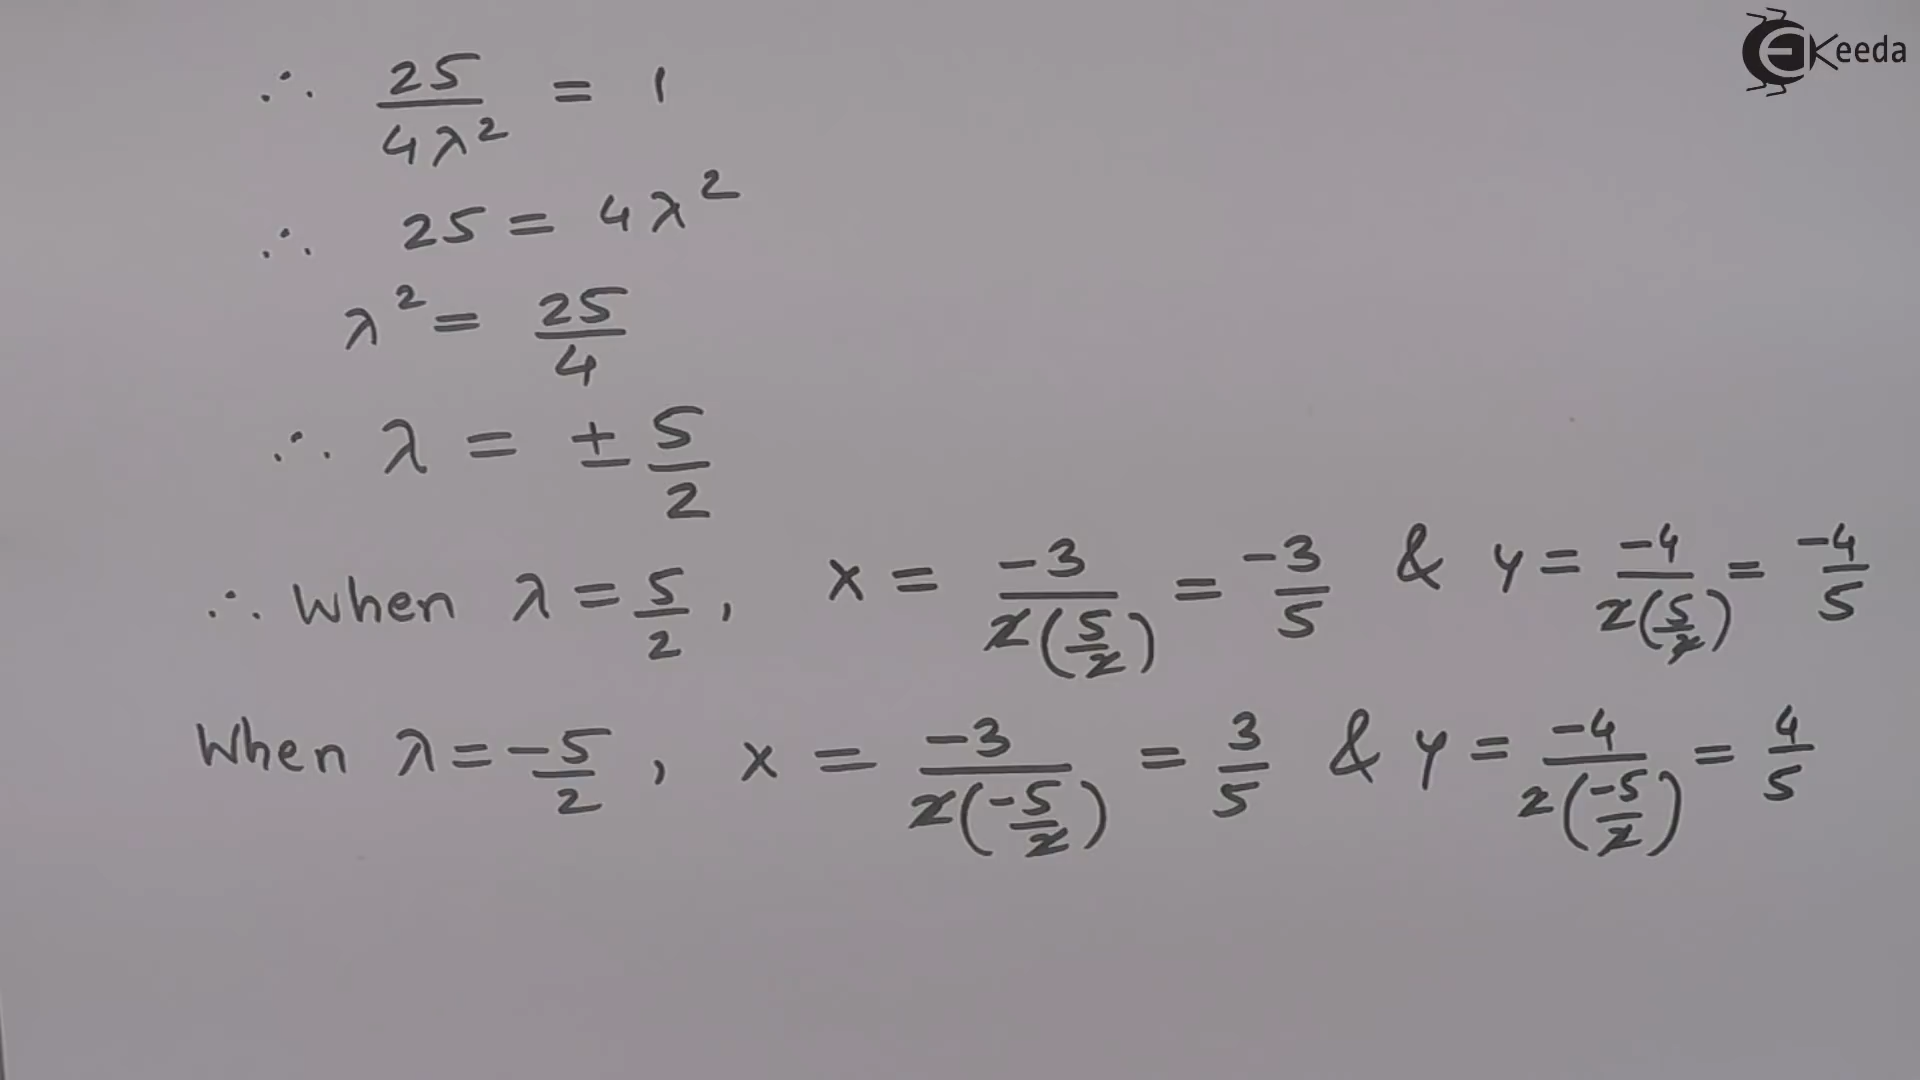 EKeeda
∴ 25/4λ² = 1
∴ 25 = 4λ²
λ² = 25/4
∴ λ = ± 5/2
∴ When λ = 5/2, x = -3/2(5/2) = -3/5 & y = -4/2(5/2) = -4/5
When λ = -5/2, x = -3/2(-5/2) = 3/5 & y = -4/2(-5/2) = 4/5